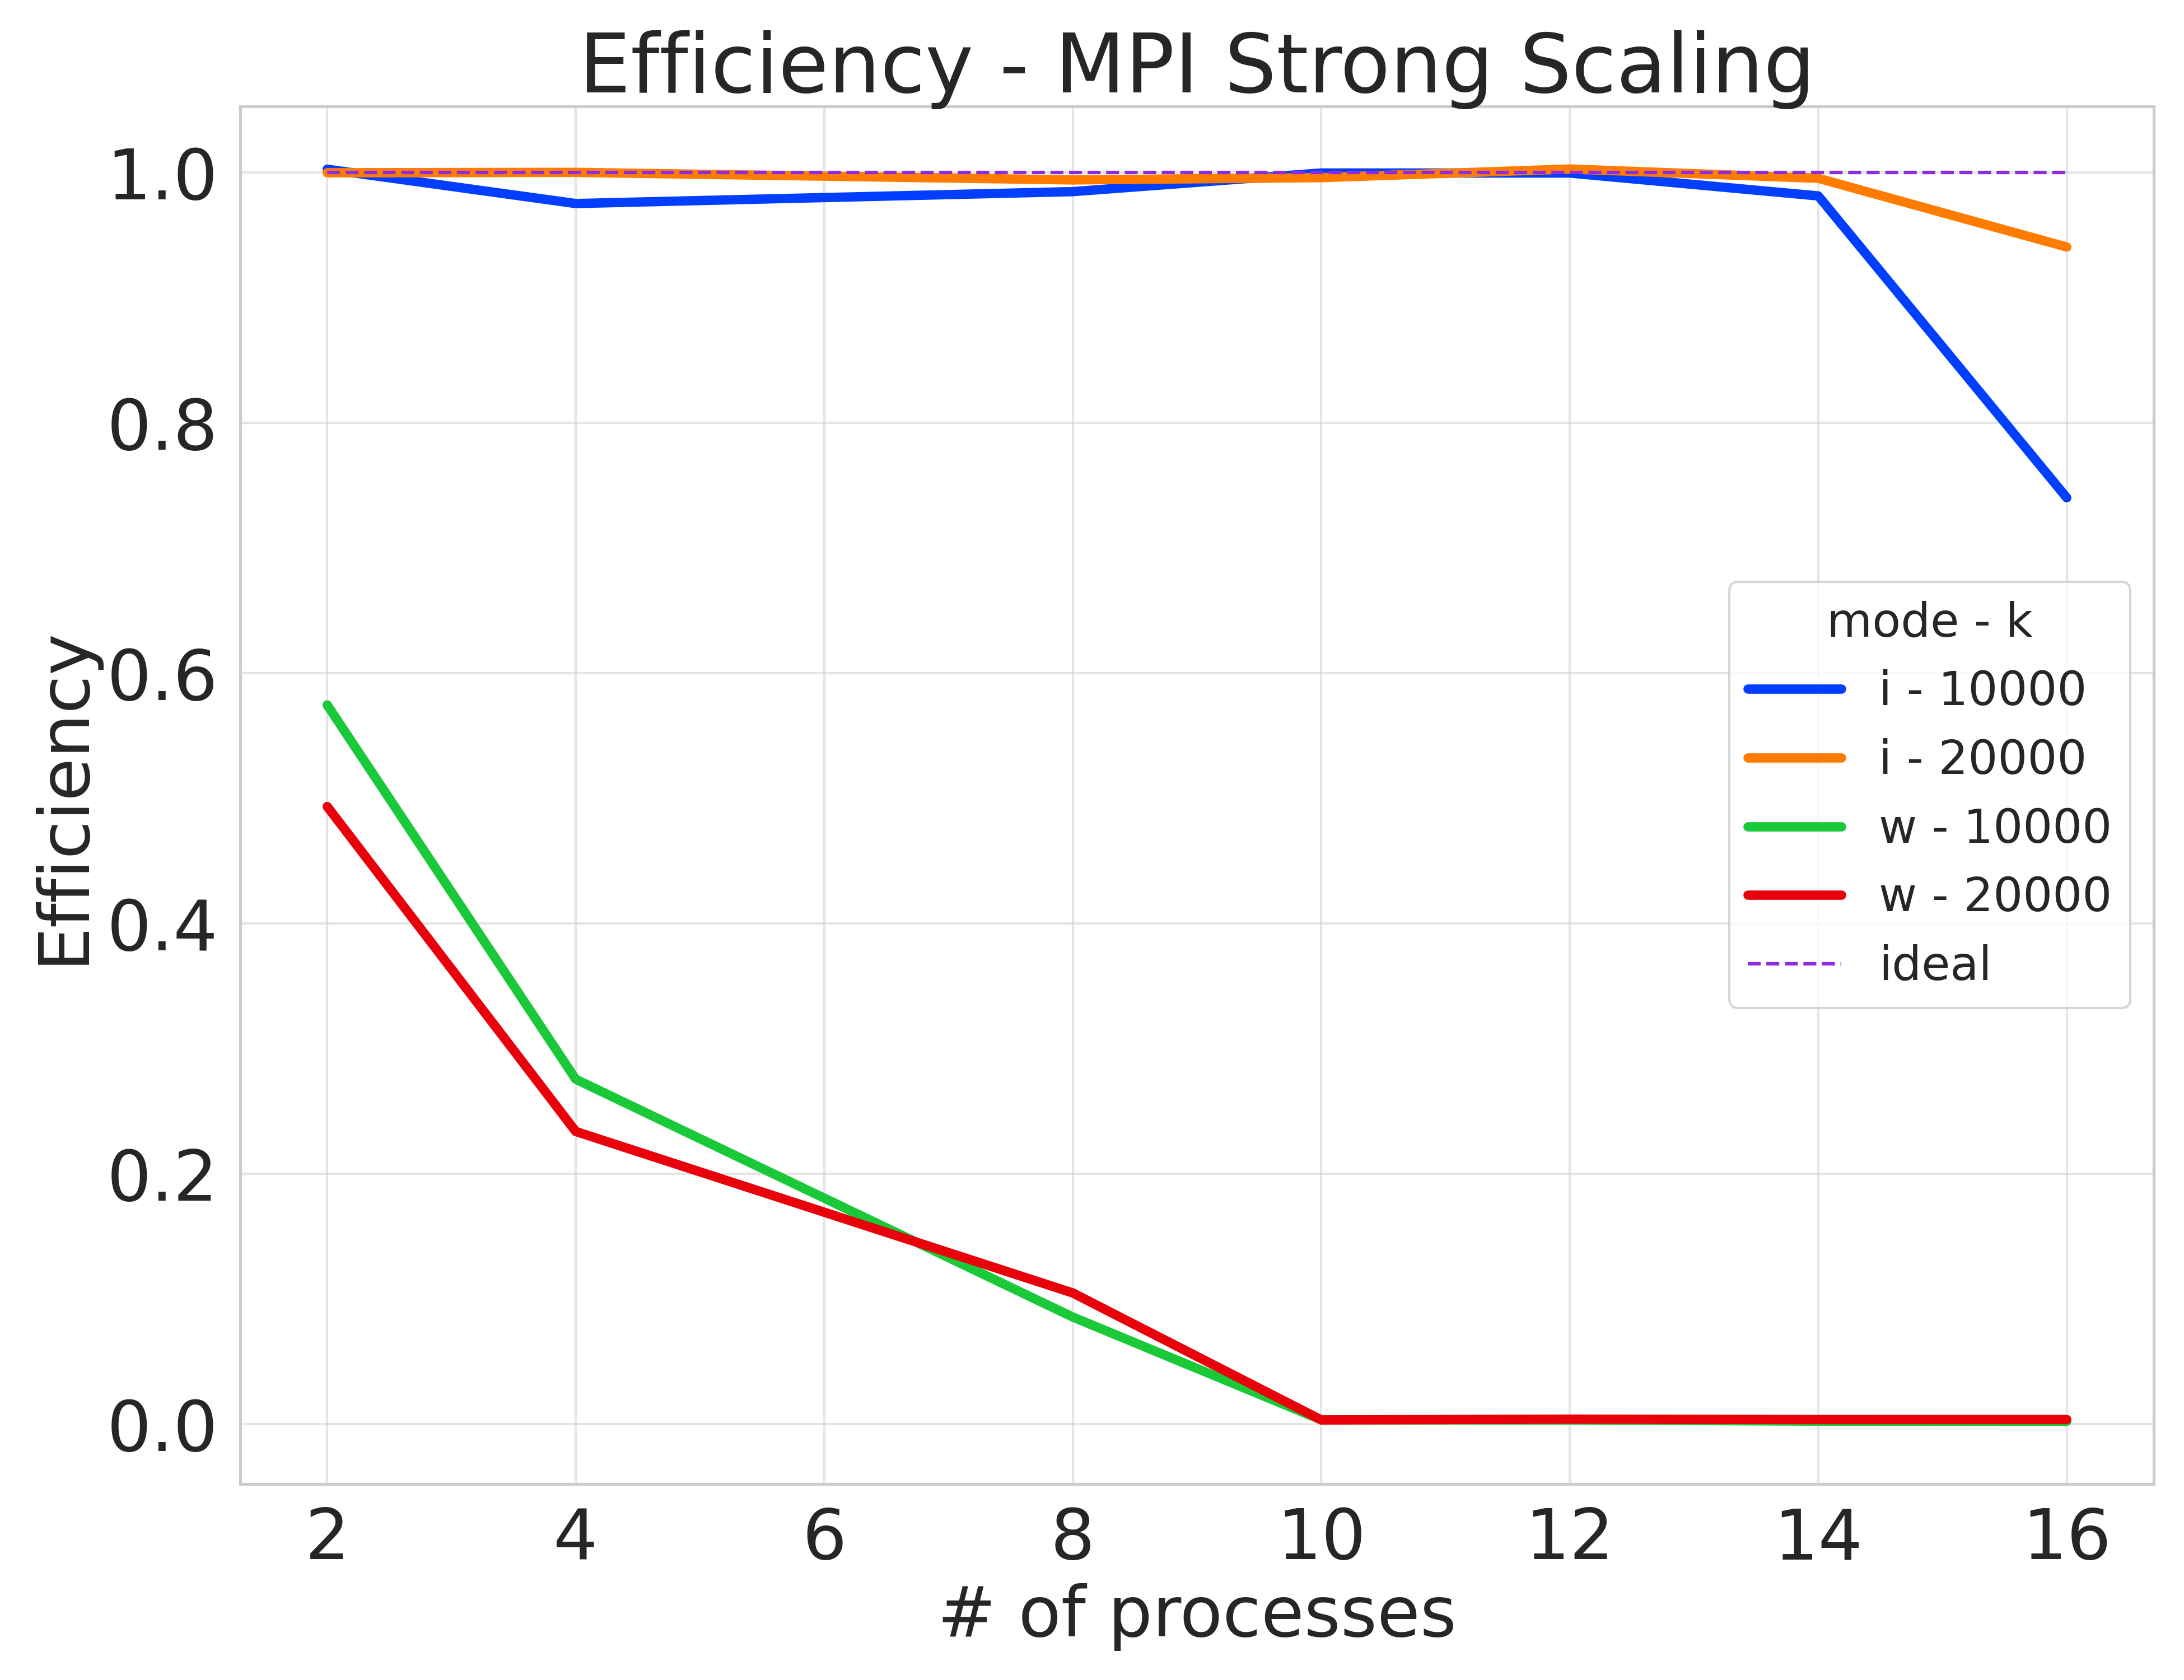 Efficiency - MPI Strong Scaling
Efficiency
1.0
0.8
0.6
0.4
0.2
0.0
mode - k
i - 10000
i - 20000
w - 10000
w - 20000
ideal
2 4 6 8 10 12 14 16
# of processes